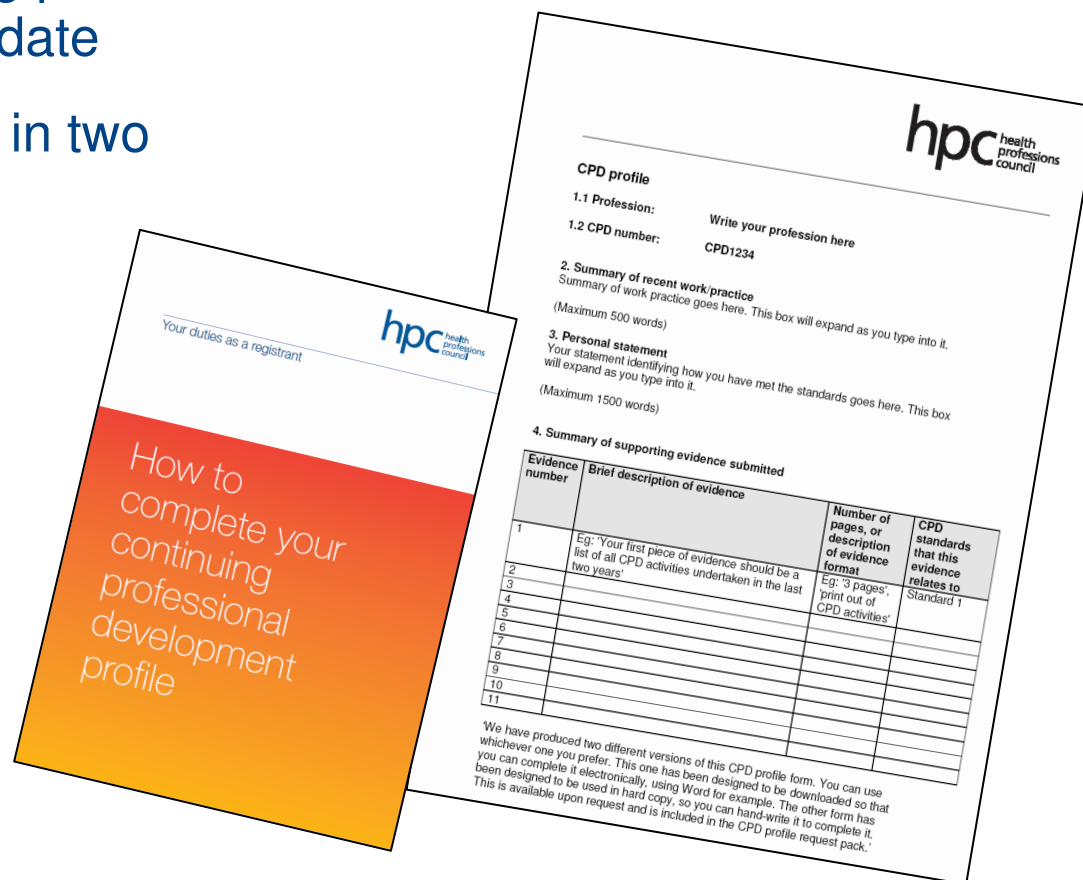 date
in two
hpc health
professions
council
Your duties as a registrant
How to
complete your
continuing
professional
development
profile
hpc health
professions
council
CPD profile
1.1 Profession: Write your profession here
1.2 CPD number: CPD1234
2. Summary of recent work/practice
Summary of work practice goes here. This box will expand as you type into it.
(Maximum 500 words)
3. Personal statement
Your statement identifying how you have met the standards goes here. This box
will expand as you type into it.
(Maximum 1500 words)
4. Summary of supporting evidence submitted
Evidence
number
Brief description of evidence
Number of
pages, or
description
of evidence
format
CPD
standards
that this
evidence
relates to
1
Eg: 'Your first piece of evidence should be a
list of all CPD activities undertaken in the last
two years'
Eg: '3 pages',
'print out of
CPD activities'
Standard 1
2
3
4
5
6
7
8
9
10
11
'We have produced two different versions of this CPD profile form. You can use
whichever one you prefer. This one has been designed to be downloaded so that
you can complete it electronically, using Word for example. The other form has
been designed to be used in hard copy, so you can hand-write it to complete it.
This is available upon request and is included in the CPD profile request pack.'